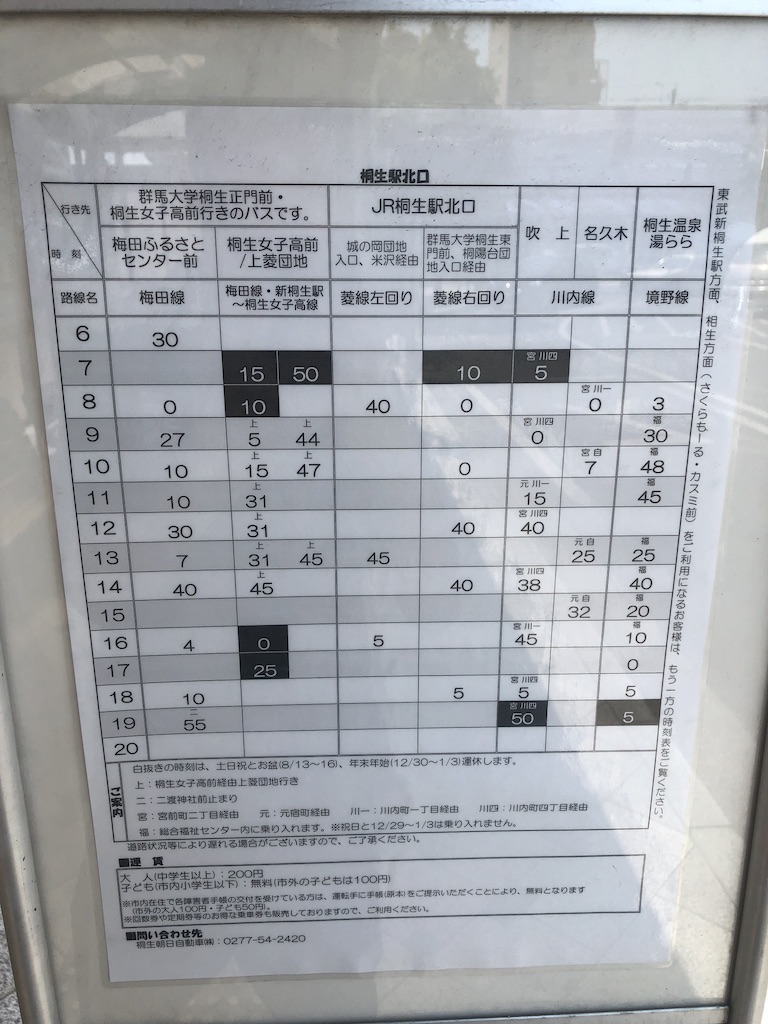 桐生駅北口
行き先
時刻
群馬大学桐生正門前・
桐生女子高前行きのバスです。
JR桐生駅北口
吹 上
名久木
桐生温泉
湯らら
梅田ふるさと
センター前
桐生女子高前
/上菱団地
城の岡団地
入口、米沢経由
群馬大学桐生東
門前、桐陽台団
地入口経由
路線名 梅田線 梅田線・新桐生駅
～桐生女子高線
菱線左回り 菱線右回り 川内線 境野線
6 30
7 15 50 10 宮川四 5
8 0 10 40 0 宮川一 0 3
9 27 上 5 上 44 宮川四 0 福 30
10 10 上 15 上 47 0 宮自 7 福 48
11 10 上 31 元川一 15 福 45
12 30 上 31 40 宮川四 40
13 7 上 31 上 45 45 元自 25 福 25
14 40 上 45 40 宮川四 38 福 40
15 元自 32 福 20
16 4 0 5 宮川一 45 福 10
17 25 0
18 10 5 宮川四 5 5
19 二 55 宮川四 50 5
20
ご案内
白抜きの時刻は、土日祝とお盆(8/13～16)、年末年始(12/30～1/3)運休します。
上：桐生女子高前経由上菱団地行き
二：二渡神社前止まり
宮：宮前町二丁目経由 元：元宿町経由 川一：川内町一丁目経由 川四：川内町四丁目経由
福：総合福祉センター内に乗り入れます。※祝日と12/29～1/3は乗り入れません。
道路状況等により遅れる場合がございますので、ご了承ください。
■運 賃
大 人(中学生以上)：200円
子ども(市内小学生以下)：無料(市外の子どもは100円)
※市内在住で各障害者手帳の交付を受けている方は、運転手に手帳(原本)をご提示いただくことにより、無料となります
(市外の大人100円・子ども50円)。
※回数券や定期券等のお得な乗車券も販売しておりますので、ご利用ください。
■問い合わせ先
桐生朝日自動車㈱：0277-54-2420
東武新桐生駅方面、相生方面(さくらもーる・カスミ前)をご利用になるお客様は、もう一方の時刻表をご覧ください。